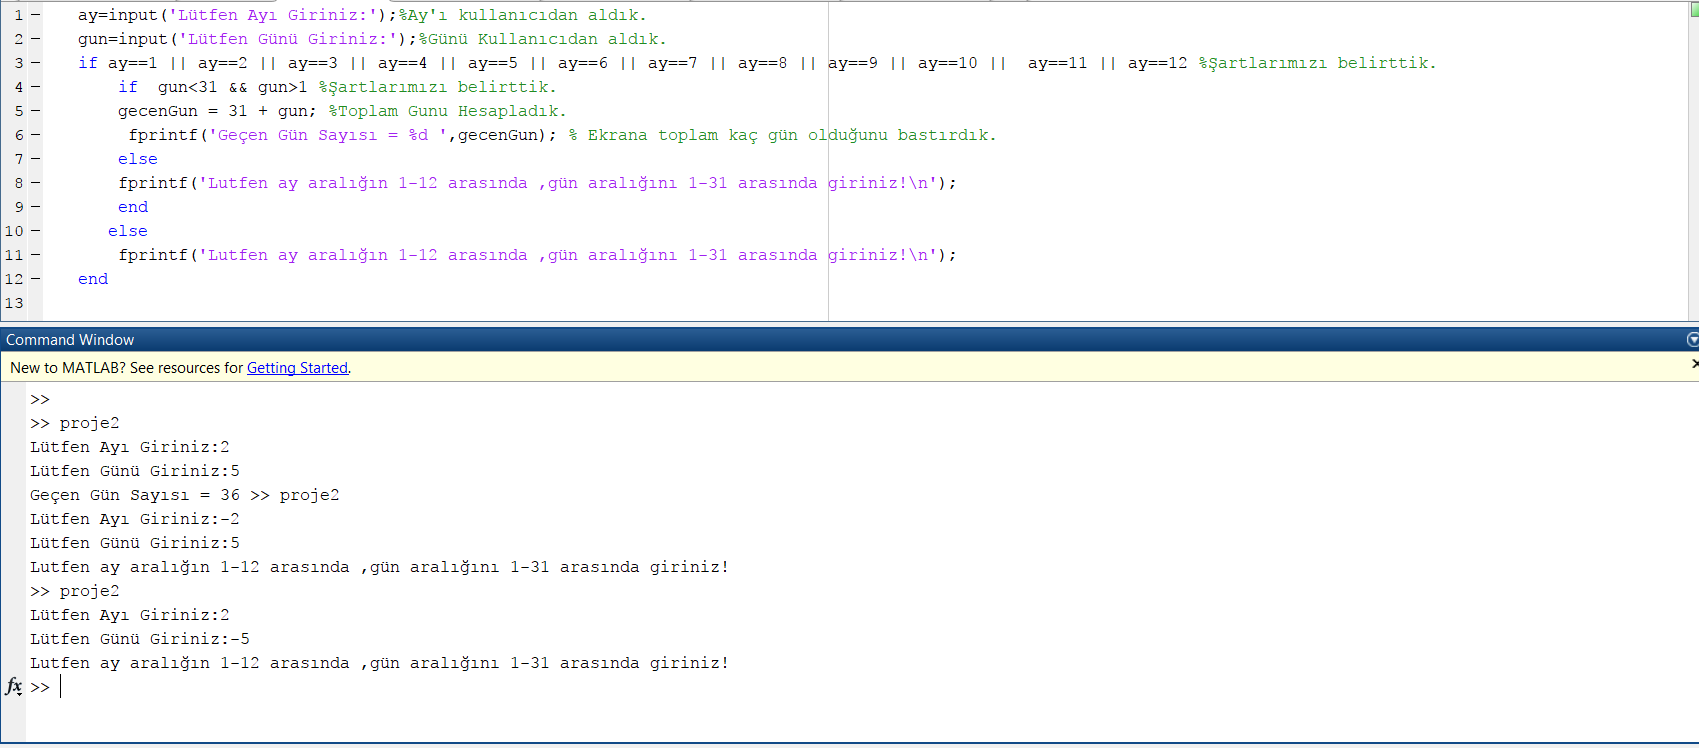 1 – ay=input('Lütfen Ayı Giriniz:');%Ay'ı kullanıcıdan aldık.
2 – gun=input('Lütfen Günü Giriniz:');%Günü Kullanıcıdan aldık.
3 – if ay==1 || ay==2 || ay==3 || ay==4 || ay==5 || ay==6 || ay==7 || ay==8 || ay==9 || ay==10 ||  ay==11 || ay==12 %Şartlarımızı belirttik.
4 – if  gun<31 && gun>1 %Şartlarımızı belirttik.
5 – gecenGun = 31 + gun; %Toplam Gunu Hesapladık.
6 – fprintf('Geçen Gün Sayısı = %d ',gecenGun); % Ekrana toplam kaç gün olduğunu bastırdık.
7 – else
8 – fprintf('Lutfen ay aralığın 1-12 arasında ,gün aralığını 1-31 arasında giriniz!\n');
9 – end
10 – else
11 – fprintf('Lutfen ay aralığın 1-12 arasında ,gün aralığını 1-31 arasında giriniz!\n');
12 – end
13
Command Window
New to MATLAB? See resources for Getting Started.
>>
>> proje2
Lütfen Ayı Giriniz:2
Lütfen Günü Giriniz:5
Geçen Gün Sayısı = 36 >> proje2
Lütfen Ayı Giriniz:-2
Lütfen Günü Giriniz:5
Lutfen ay aralığın 1-12 arasında ,gün aralığını 1-31 arasında giriniz!
>> proje2
Lütfen Ayı Giriniz:2
Lütfen Günü Giriniz:-5
Lutfen ay aralığın 1-12 arasında ,gün aralığını 1-31 arasında giriniz!
fx >>